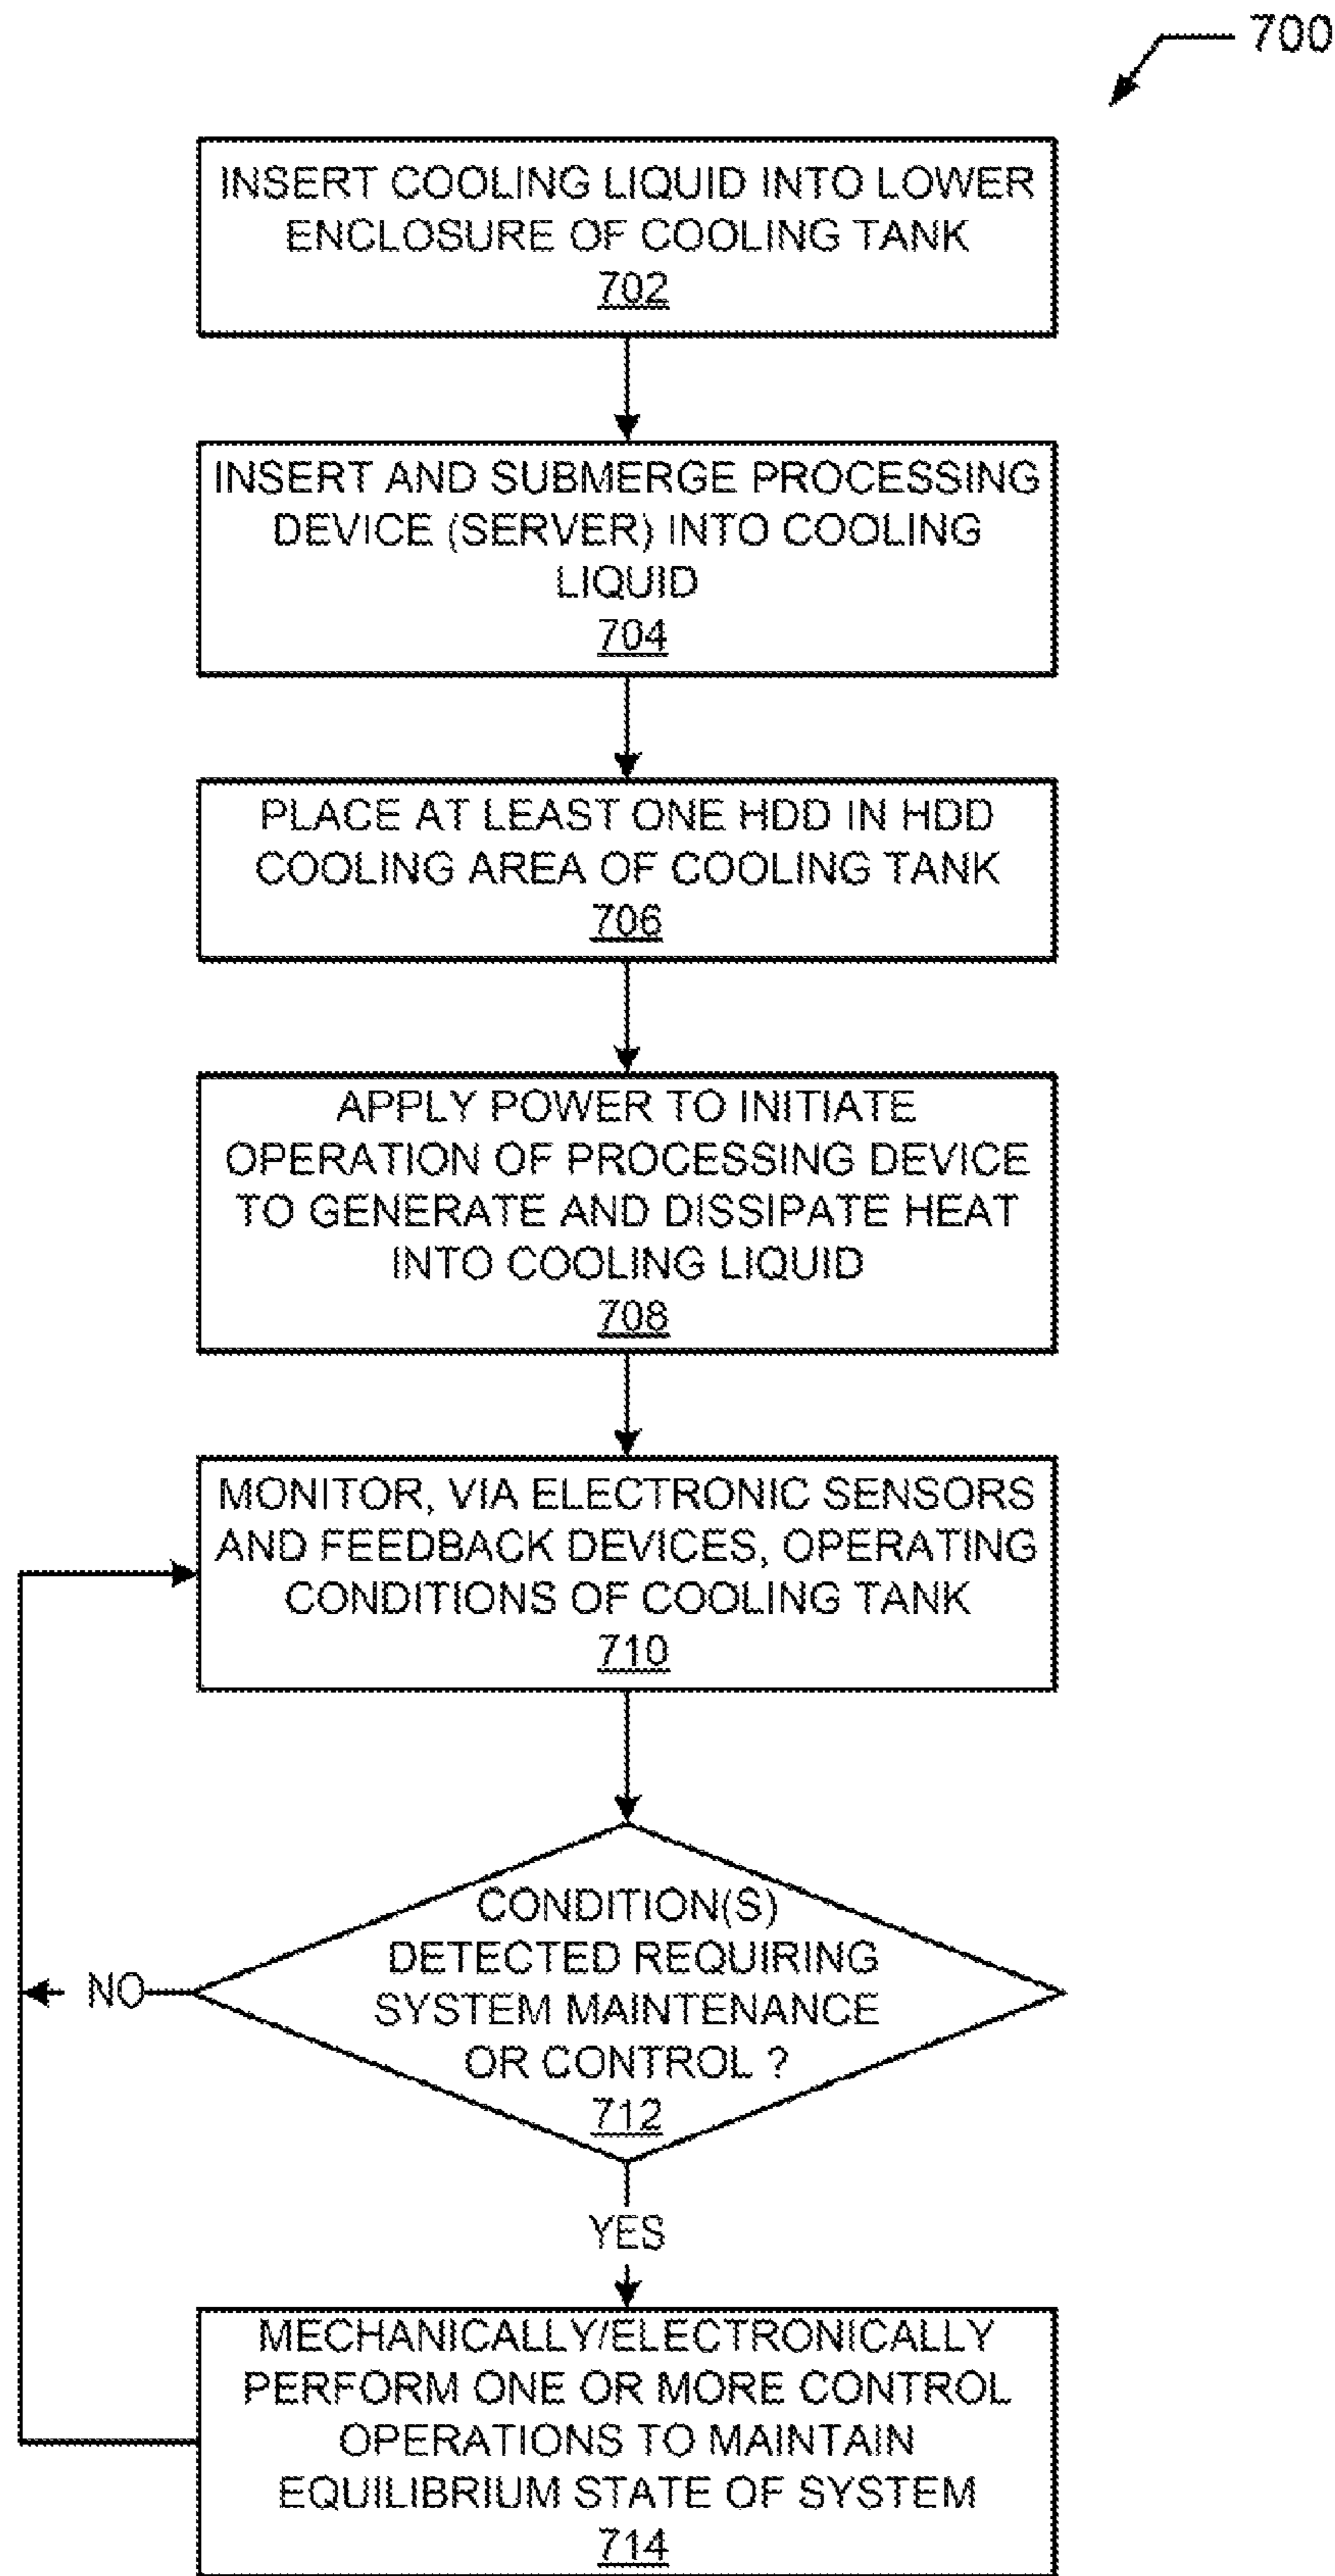 700
INSERT COOLING LIQUID INTO LOWER
ENCLOSURE OF COOLING TANK
702
INSERT AND SUBMERGE PROCESSING
DEVICE (SERVER) INTO COOLING
LIQUID
704
PLACE AT LEAST ONE HDD IN HDD
COOLING AREA OF COOLING TANK
706
APPLY POWER TO INITIATE
OPERATION OF PROCESSING DEVICE
TO GENERATE AND DISSIPATE HEAT
INTO COOLING LIQUID
708
MONITOR, VIA ELECTRONIC SENSORS
AND FEEDBACK DEVICES, OPERATING
CONDITIONS OF COOLING TANK
710
CONDITION(S)
DETECTED REQUIRING
SYSTEM MAINTENANCE
OR CONTROL ?
712
NO
YES
MECHANICALLY/ELECTRONICALLY
PERFORM ONE OR MORE CONTROL
OPERATIONS TO MAINTAIN
EQUILIBRIUM STATE OF SYSTEM
714